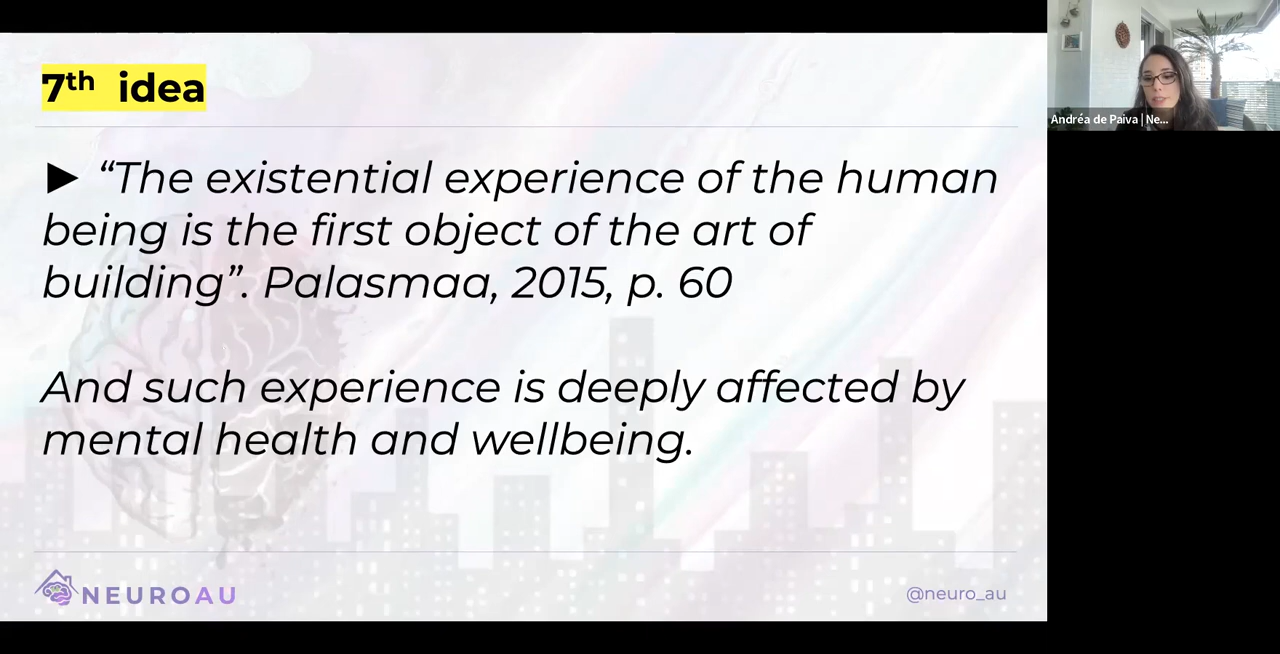 7th idea
► “The existential experience of the human
being is the first object of the art of
building”. Palasmaa, 2015, p. 60
And such experience is deeply affected by
mental health and wellbeing.
NEUROAU
@neuro_au
Andréa de Paiva | Ne...